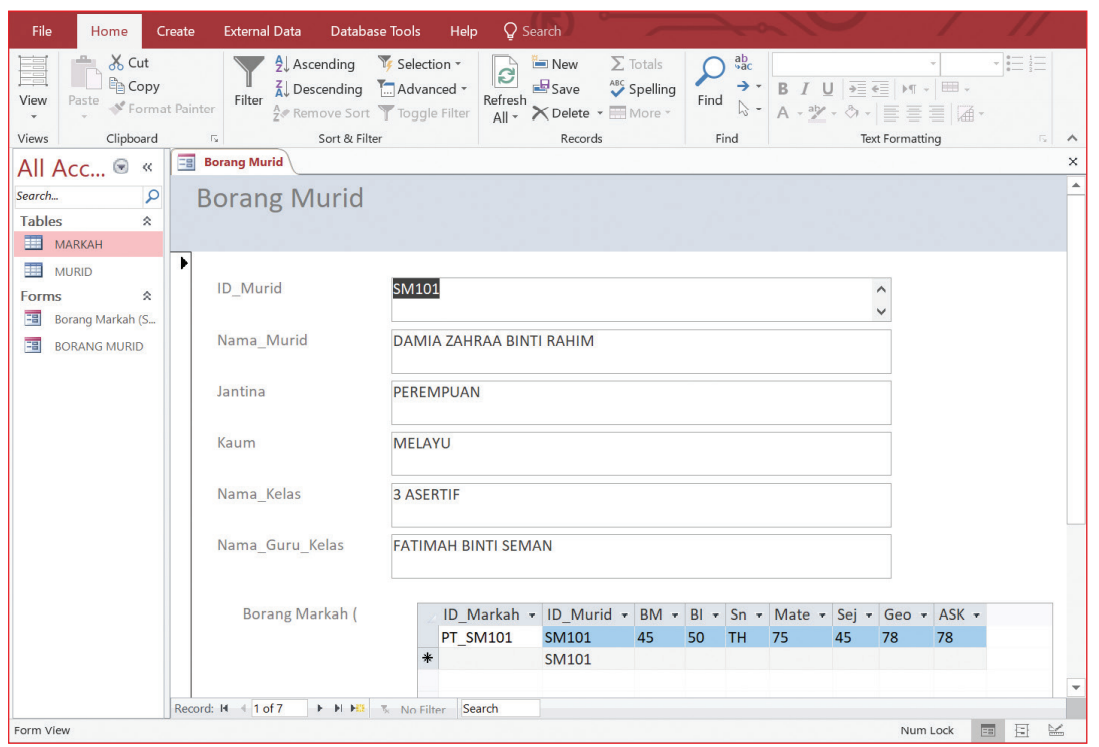 File Home Create External Data Database Tools Help Search
Cut Ascending Selection New Totals
Copy Descending Advanced Save Spelling
View Paste Format Painter Filter Remove Sort Toggle Filter Refresh All Delete More Find B I U A
Views Clipboard Sort & Filter Records Find Text Formatting
All Acc... « Borang Murid
Search...
Borang Murid
Tables
MARKAH
MURID
Forms
Borang Markah (S...
BORANG MURID
ID_Murid SM101
Nama_Murid DAMIA ZAHRAA BINTI RAHIM
Jantina PEREMPUAN
Kaum MELAYU
Nama_Kelas 3 ASERTIF
Nama_Guru_Kelas FATIMAH BINTI SEMAN
Borang Markah ( ID_Markah ID_Murid BM BI Sn Mate Sej Geo ASK
PT_SM101 SM101 45 50 TH 75 45 78 78
SM101
Record: 1 of 7 No Filter Search
Form View Num Lock